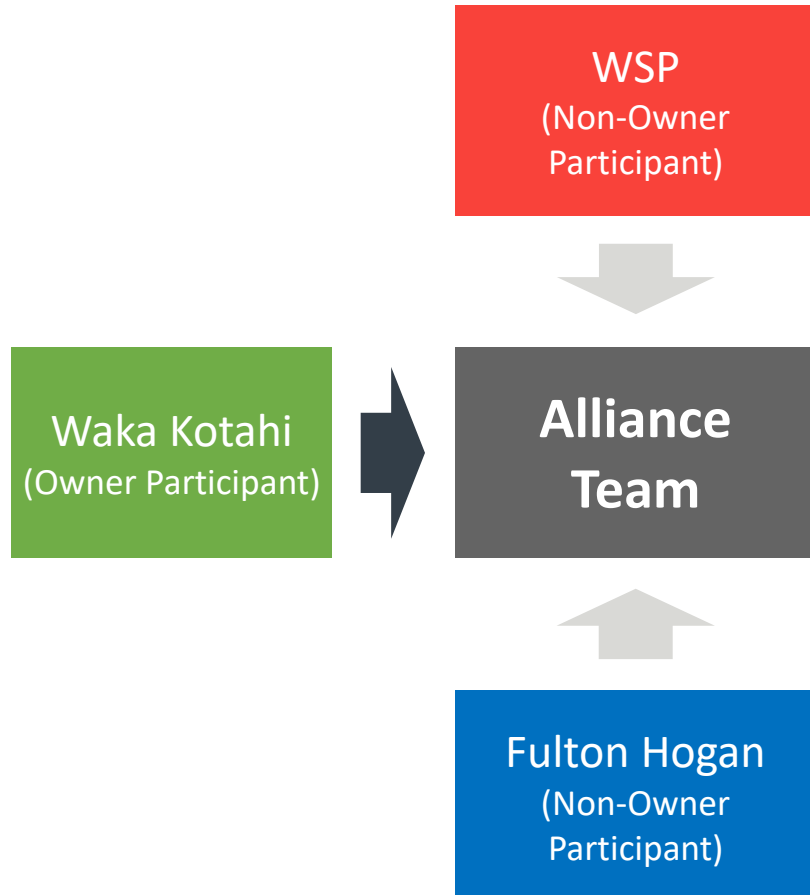 WSP
(Non-Owner
Participant)
Waka Kotahi
(Owner Participant)
Alliance
Team
Fulton Hogan
(Non-Owner
Participant)